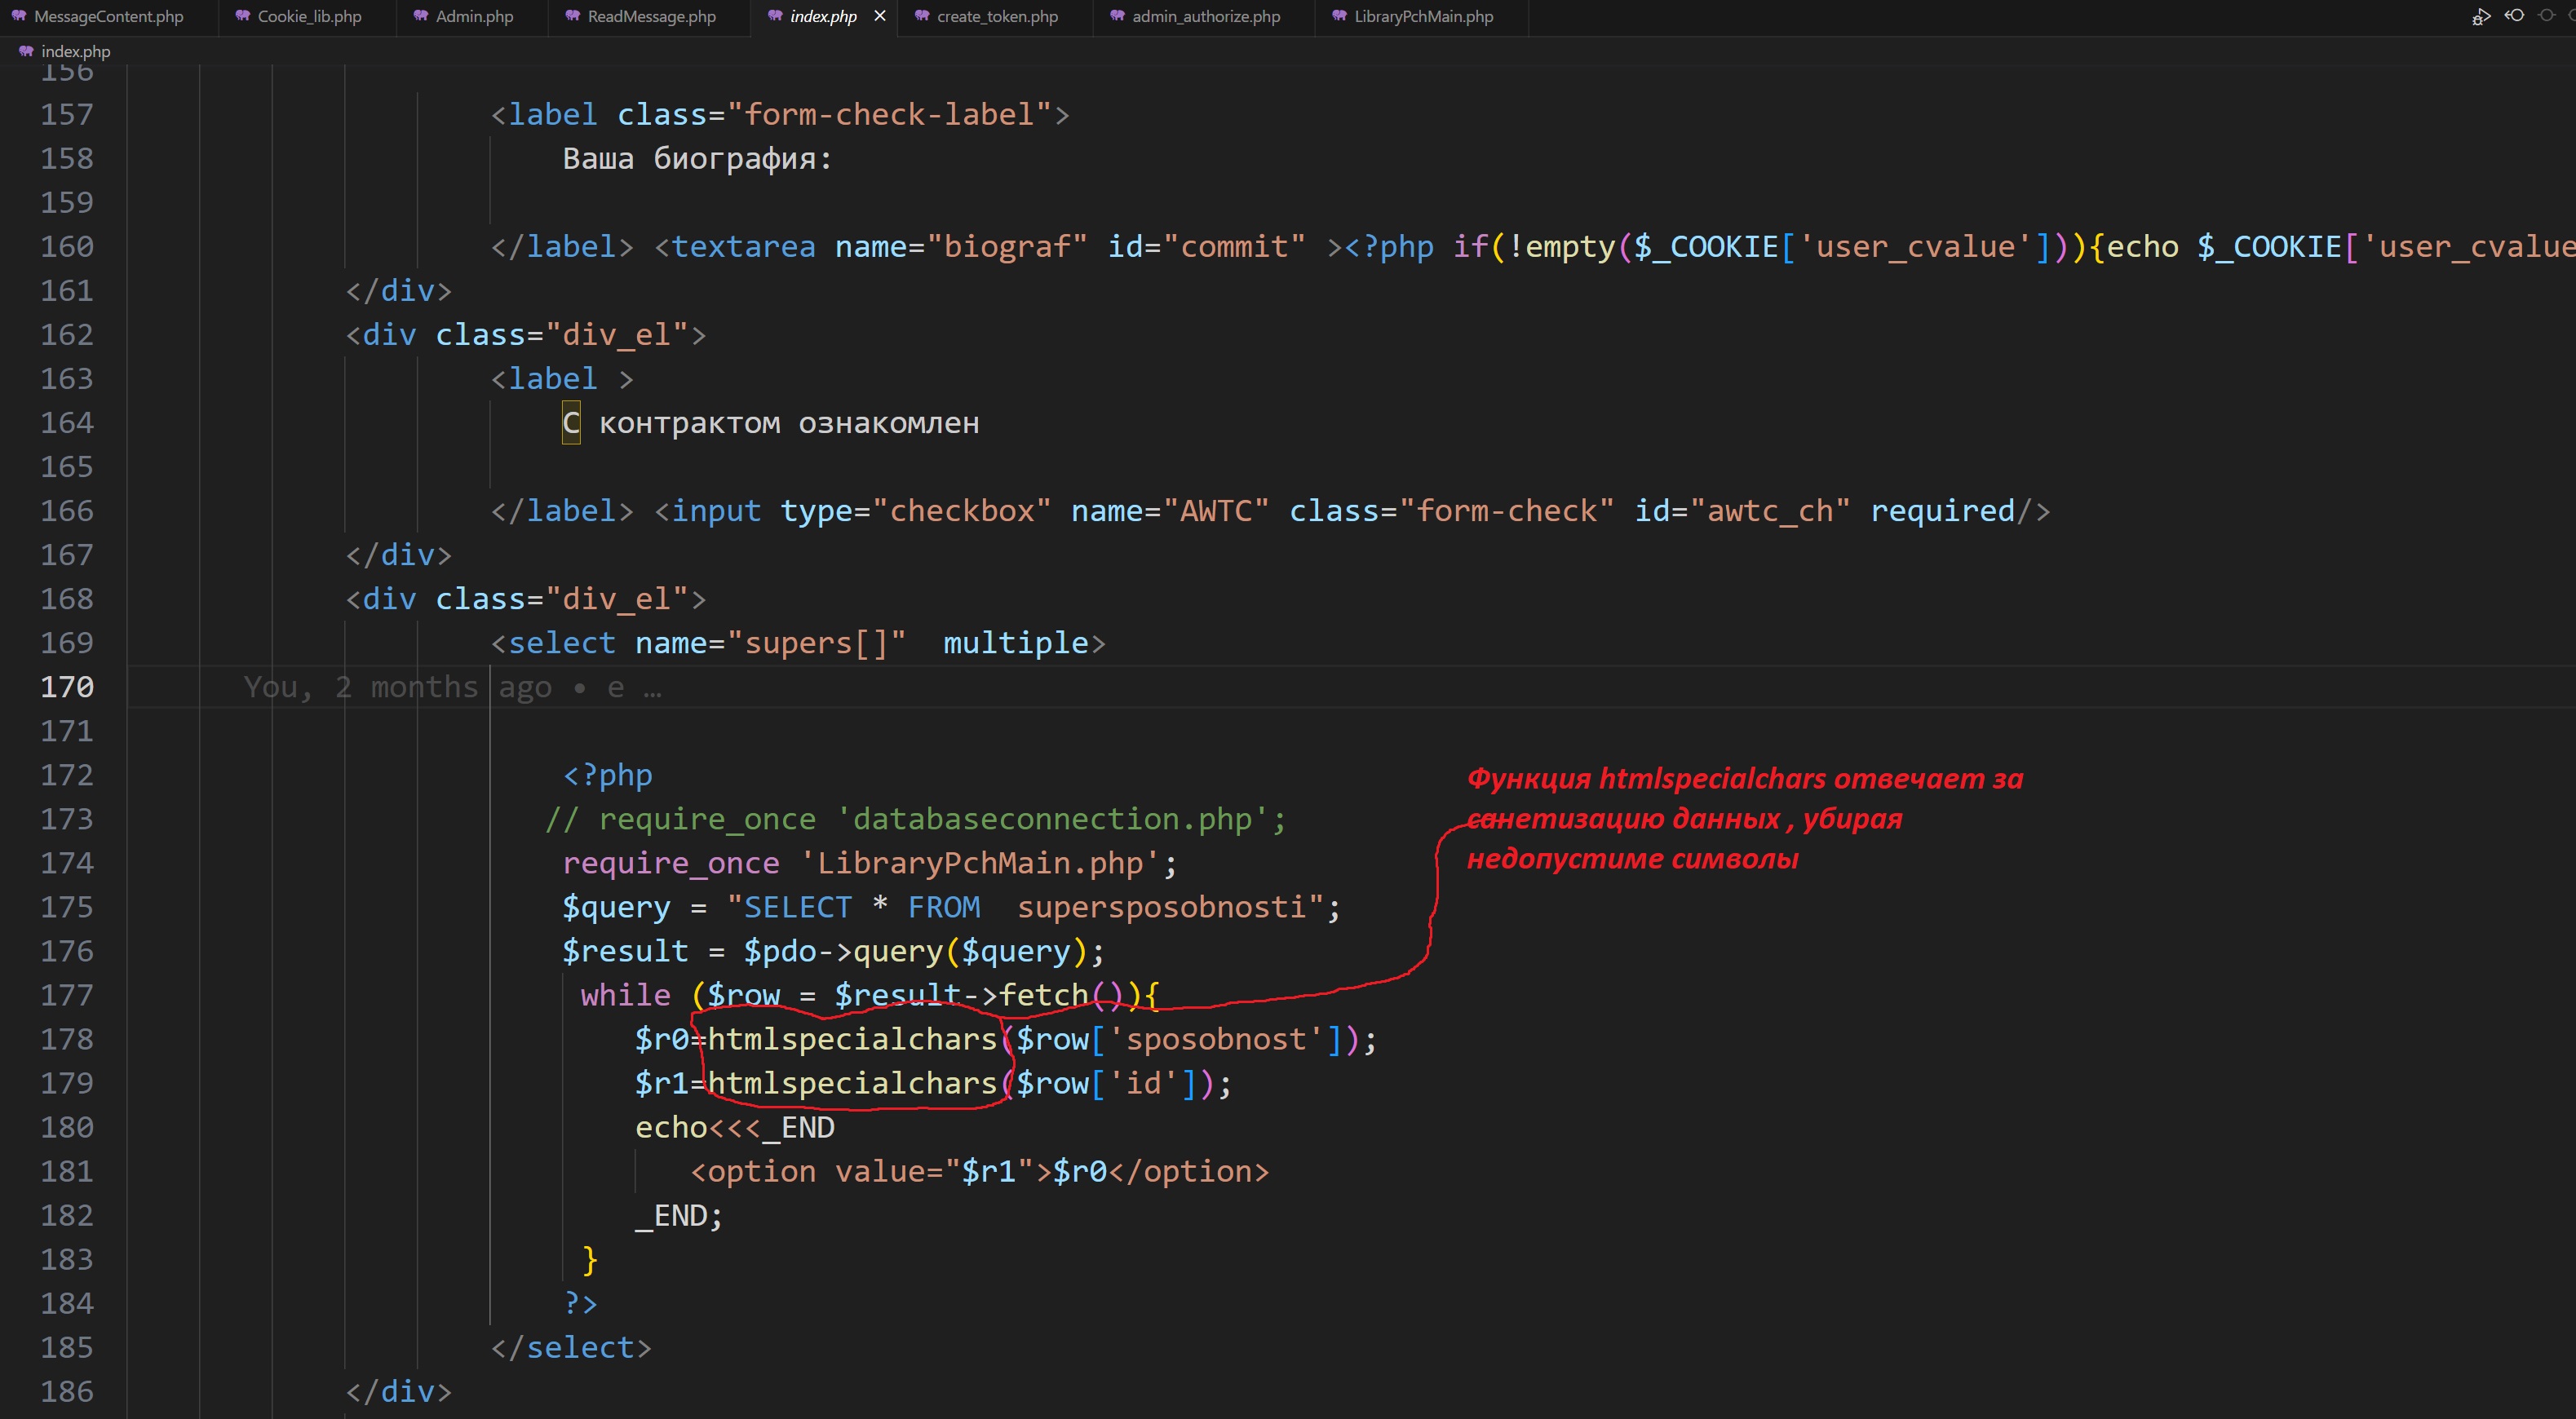 MessageContent.php Cookie_lib.php Admin.php ReadMessage.php index.php create_token.php admin_authorize.php LibraryPchMain.php
index.php
156
157 <label class="form-check-label">
158 Ваша биография:
159
160 </label> <textarea name="biograf" id="commit" ><?php if(!empty($_COOKIE['user_cvalue'])){echo $_COOKIE['user_cvalue
161 </div>
162 <div class="div_el">
163 <label >
164 С контрактом ознакомлен
165
166 </label> <input type="checkbox" name="AWTC" class="form-check" id="awtc_ch" required/>
167 </div>
168 <div class="div_el">
169 <select name="supers[]"  multiple>
170 You, 2 months ago • e …
171
172 <?php
Функция htmlspecialchars отвечает за
173 // require_once 'databaseconnection.php';
санетизацию данных , убирая
174 require_once 'LibraryPchMain.php';
недопустиме символы
175 $query = "SELECT * FROM  supersposobnosti";
176 $result = $pdo->query($query);
177 while ($row = $result->fetch()){
178 $r0=htmlspecialchars($row['sposobnost']);
179 $r1=htmlspecialchars($row['id']);
180 echo<<<_END
181 <option value="$r1">$r0</option>
182 _END;
183 }
184 ?>
185 </select>
186 </div>